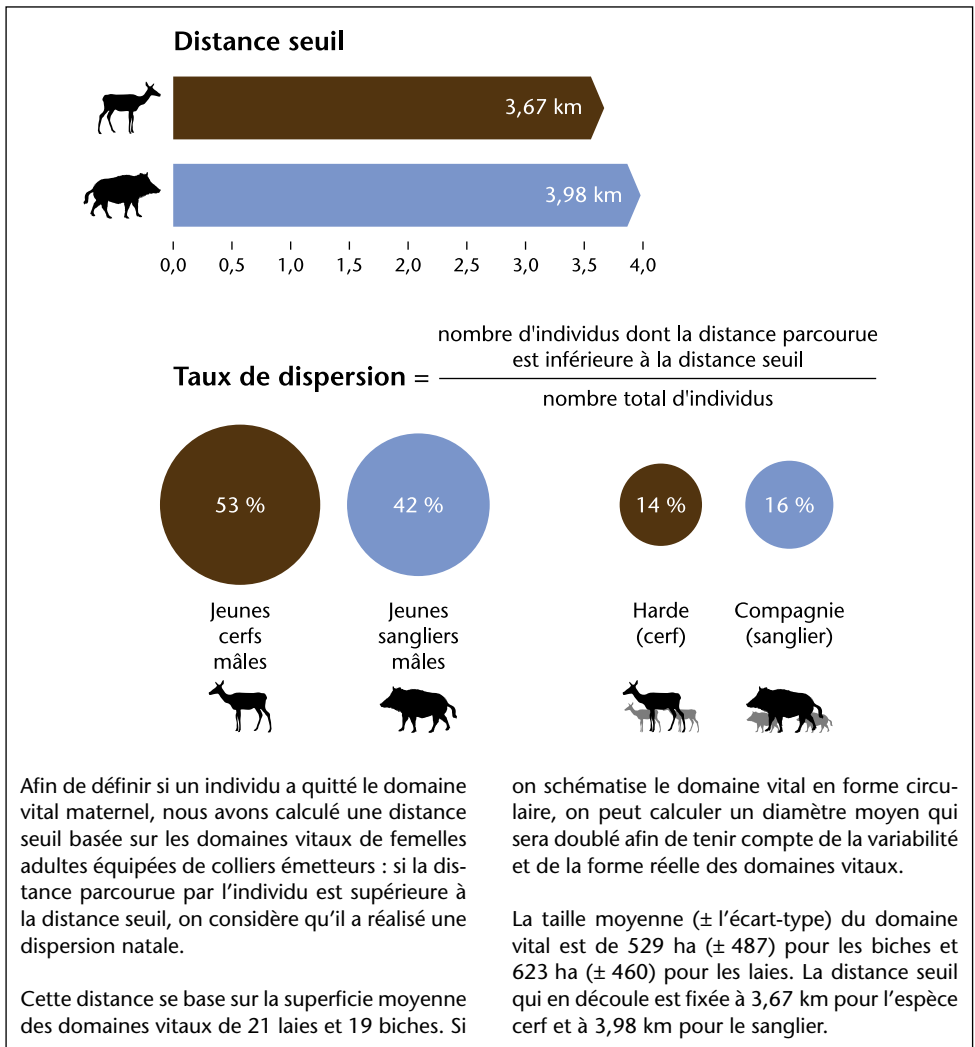 Distance seuil
3,67 km
3,98 km
0,0 0,5 1,0 1,5 2,0 2,5 3,0 3,5 4,0
nombre d'individus dont la distance parcourue
est inférieure à la distance seuil
Taux de dispersion =
nombre total d'individus
53 % 42 % 14 % 16 %
Jeunes
cerfs
mâles
Jeunes
sangliers
mâles
Harde
(cerf)
Compagnie
(sanglier)
Afin de définir si un individu a quitté le domaine
vital maternel, nous avons calculé une distance
seuil basée sur les domaines vitaux de femelles
adultes équipées de colliers émetteurs : si la dis-
tance parcourue par l'individu est supérieure à
la distance seuil, on considère qu'il a réalisé une
dispersion natale.
Cette distance se base sur la superficie moyenne
des domaines vitaux de 21 laies et 19 biches. Si
on schématise le domaine vital en forme circu-
laire, on peut calculer un diamètre moyen qui
sera doublé afin de tenir compte de la variabilité
et de la forme réelle des domaines vitaux.
La taille moyenne (± l'écart-type) du domaine
vital est de 529 ha (± 487) pour les biches et
623 ha (± 460) pour les laies. La distance seuil
qui en découle est fixée à 3,67 km pour l'espèce
cerf et à 3,98 km pour le sanglier.